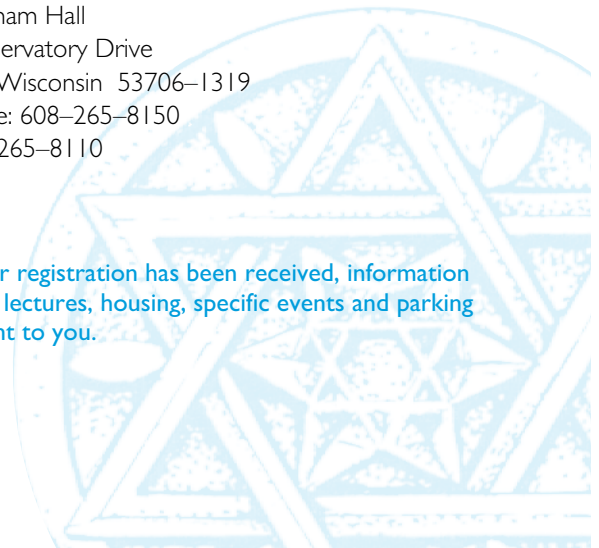 ham Hall
ervatory Drive
Wisconsin 53706–1319
e: 608–265–8150
265–8110
r registration has been received, information
lectures, housing, specific events and parking
nt to you.